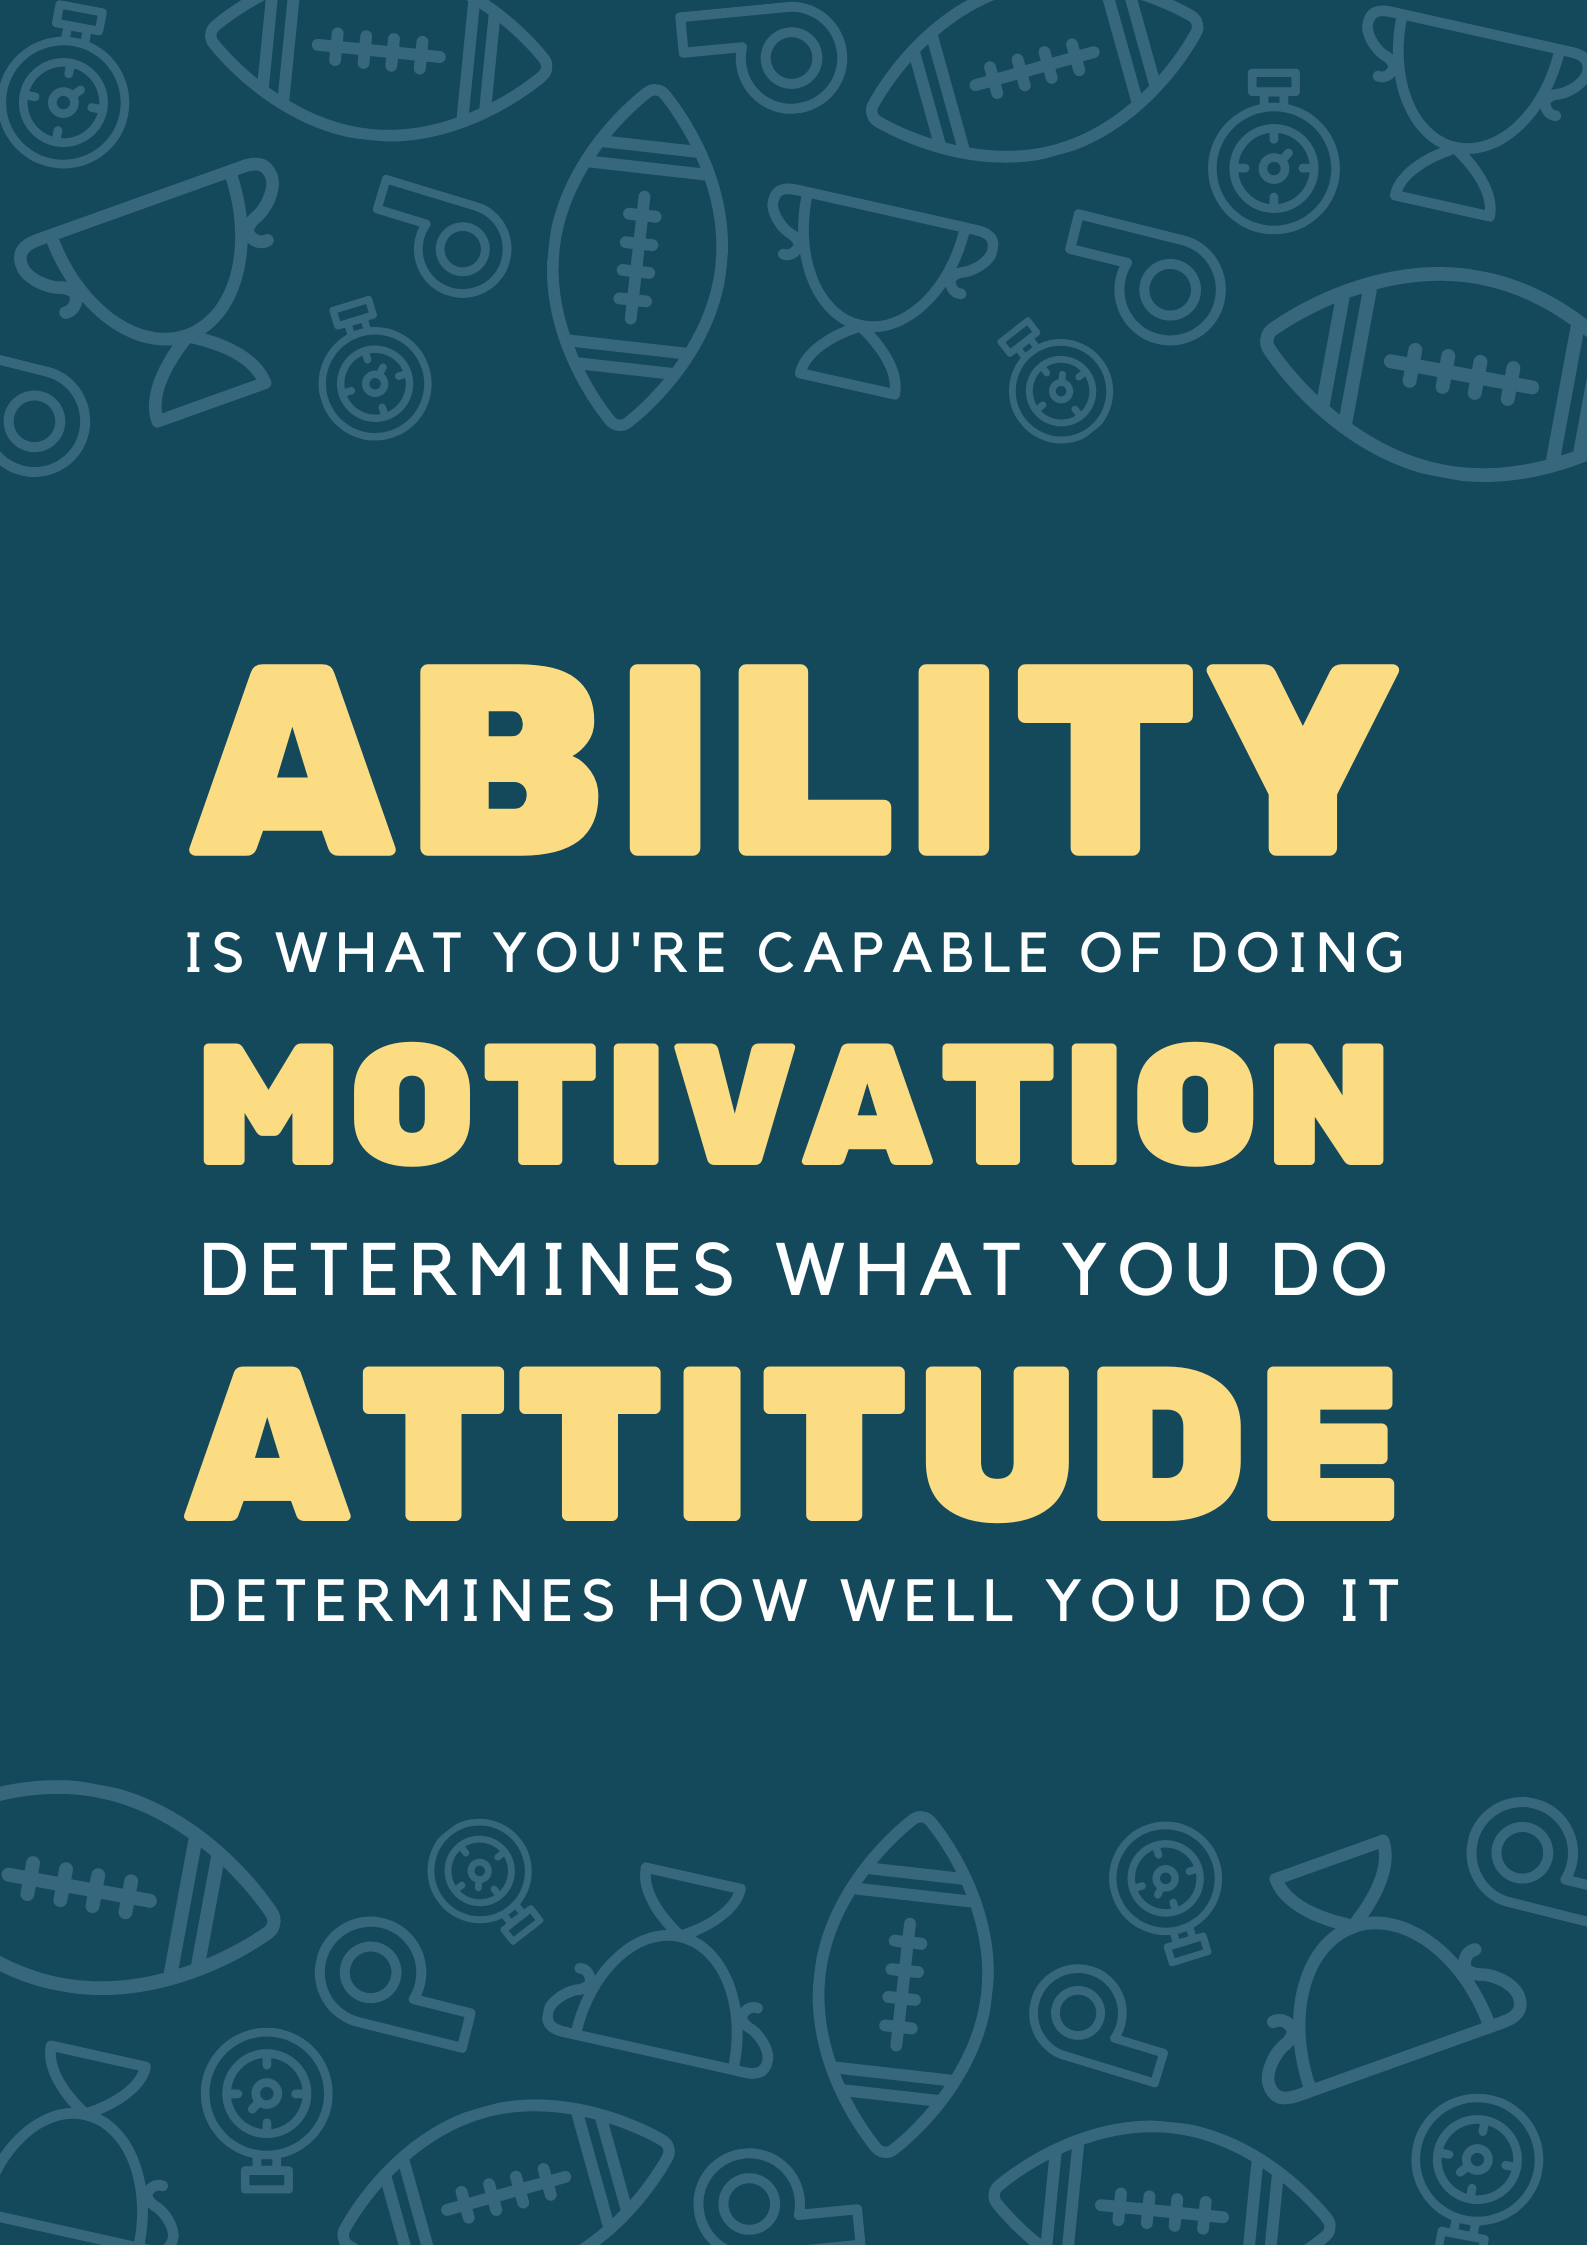 ABILITY
IS WHAT YOU'RE CAPABLE OF DOING
MOTIVATION
DETERMINES WHAT YOU DO
ATTITUDE
DETERMINES HOW WELL YOU DO IT